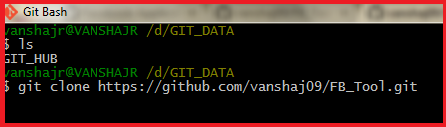 Git Bash
vanshajr@VANSHAJR /d/GIT_DATA
$ ls
GIT_HUB
vanshajr@VANSHAJR /d/GIT_DATA
$ git clone https://github.com/vanshaj09/FB_Tool.git